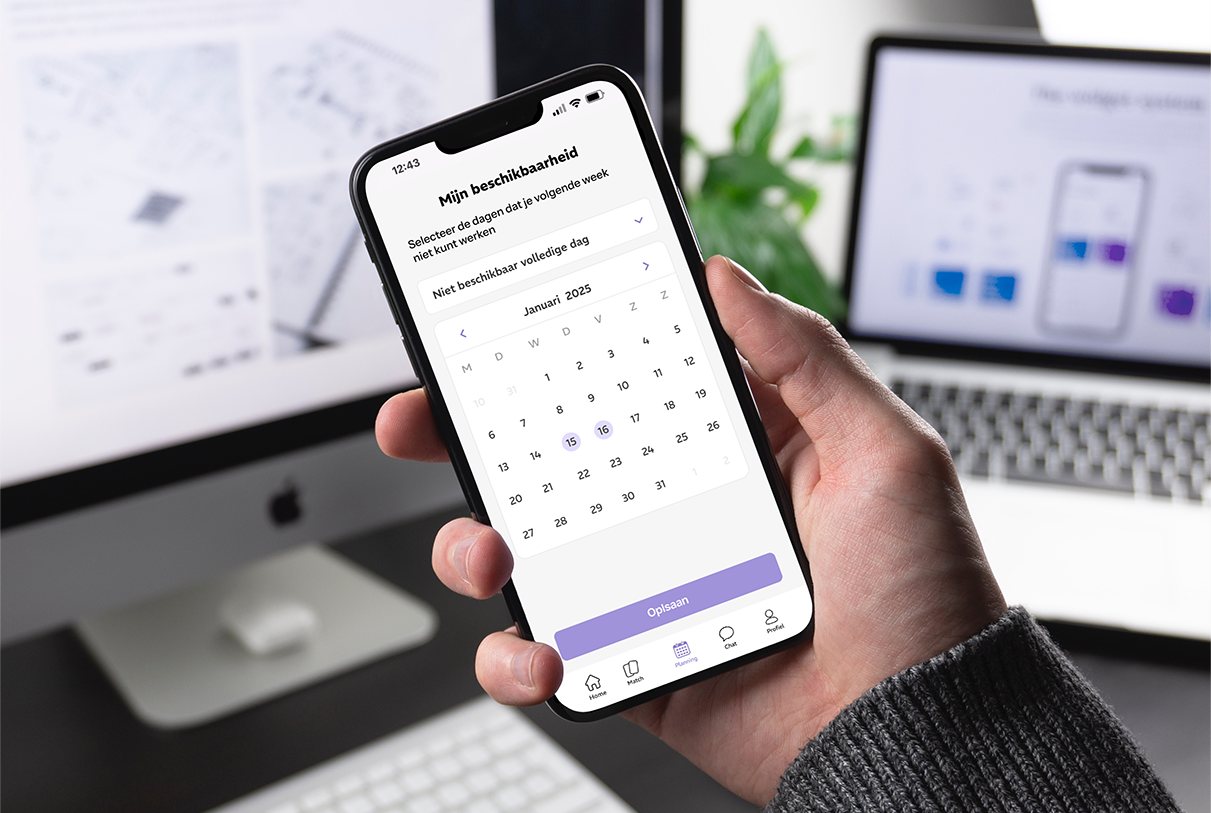 12:43
Mijn beschikbaarheid
Selecteer de dagen dat je volgende week
niet kunt werken
Niet beschikbaar volledige dag
Januari 2025
M D W D V Z Z
10 31 1 2 3 4 5
6 7 8 9 10 11 12
13 14 15 16 17 18 19
20 21 22 23 24 25 26
27 28 29 30 31 1 2
Oplsaan
Home Match Planning Chat Profiel